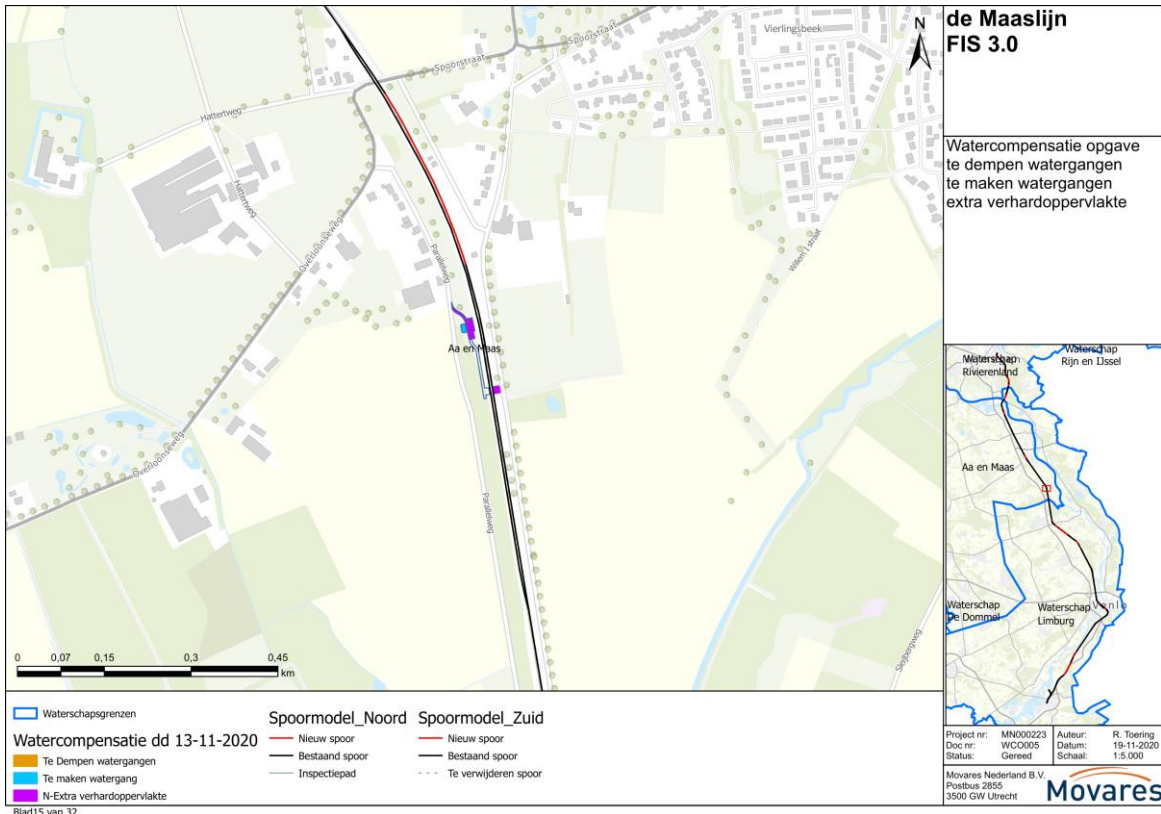 de Maaslijn
FIS 3.0
Watercompensatie opgave
te dempen watergangen
te maken watergangen
extra verhardoppervlakte
N
Vierlingsbeek
Spoorstraat
Spoorstraat
Hattertweg
Hattertweg
Overloonseweg
Parallelweg
Willem I straat
Aa en Maas
Overloonseweg
Parallelweg
0 0,07 0,15 0,3 0,45
km
Waterschap
Rivierenland
Waterschap
Rijn en IJssel
Aa en Maas
Waterschap
De Dommel
Waterschap
Limburg
Venlo
Waterschapsgrenzen
Watercompensatie dd 13-11-2020
Te Dempen watergangen
Te maken watergang
N-Extra verhardoppervlakte
Spoormodel_Noord
Nieuw spoor
Bestaand spoor
Inspectiepad
Spoormodel_Zuid
Nieuw spoor
Bestaand spoor
Te verwijderen spoor
Project nr: MN000223
Doc nr: WCO005
Status: Gereed
Auteur: R. Toering
Datum: 19-11-2020
Schaal: 1:5.000
Movares Nederland B.V.
Postbus 2855
3500 GW Utrecht
Movares
Blad15 van 32